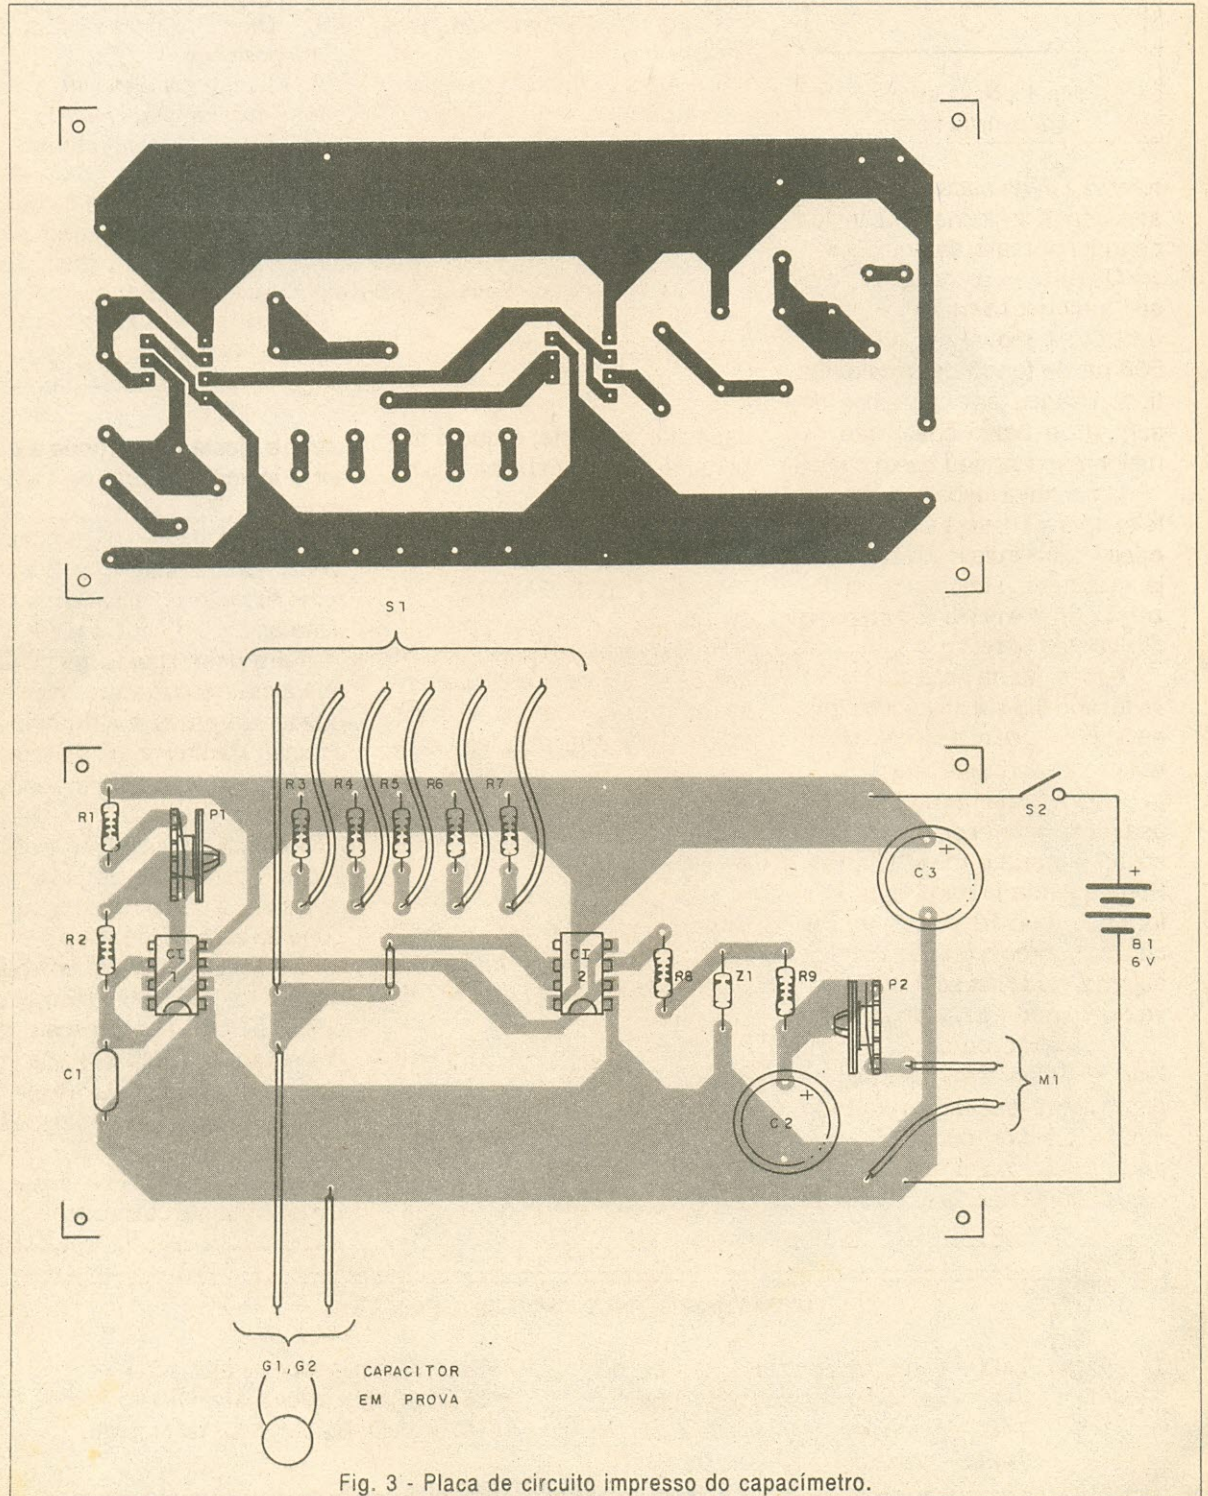 S1
R3
R4
R5
R6
R7
R1
P1
S2
C3
+
+
R2
CI
1
CI
2
B1
6V
R8
Z1
R9
P2
C1
M1
+
C2
G1,G2
CAPACITOR
EM PROVA
Fig. 3 - Placa de circuito impresso do capacímetro.